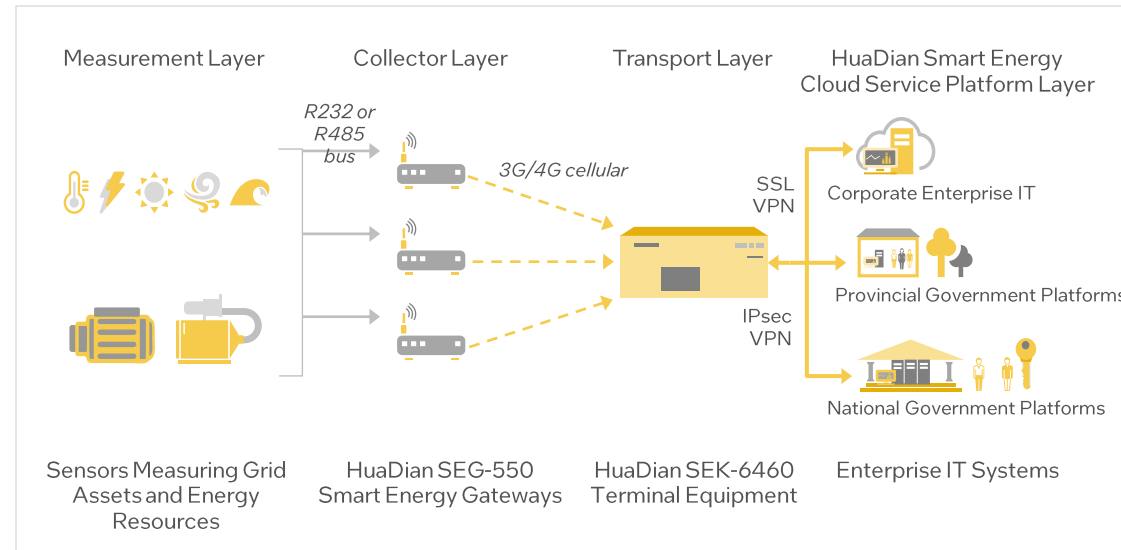 Measurement Layer
Collector Layer
Transport Layer
HuaDian Smart Energy
Cloud Service Platform Layer
R232 or
R485
bus
3G/4G cellular
SSL
VPN
Corporate Enterprise IT
Provincial Government Platforms
IPsec
VPN
National Government Platforms
Sensors Measuring Grid
Assets and Energy
Resources
HuaDian SEG-550
Smart Energy Gateways
HuaDian SEK-6460
Terminal Equipment
Enterprise IT Systems